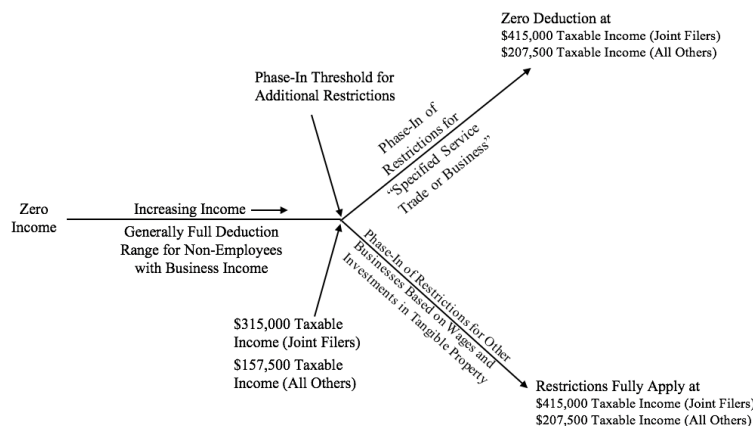 Zero Deduction at
$415,000 Taxable Income (Joint Filers)
$207,500 Taxable Income (All Others)
Phase-In Threshold for
Additional Restrictions
Phase-In of
Restrictions for
“Specified Service
Trade or Business”
Zero
Income
Increasing Income
Generally Full Deduction
Range for Non-Employees
with Business Income
Phase-In of Restrictions for Other
Businesses Based on Wages and
Investments in Tangible Property
$315,000 Taxable
Income (Joint Filers)
$157,500 Taxable
Income (All Others)
Restrictions Fully Apply at
$415,000 Taxable Income (Joint Filers)
$207,500 Taxable Income (All Others)